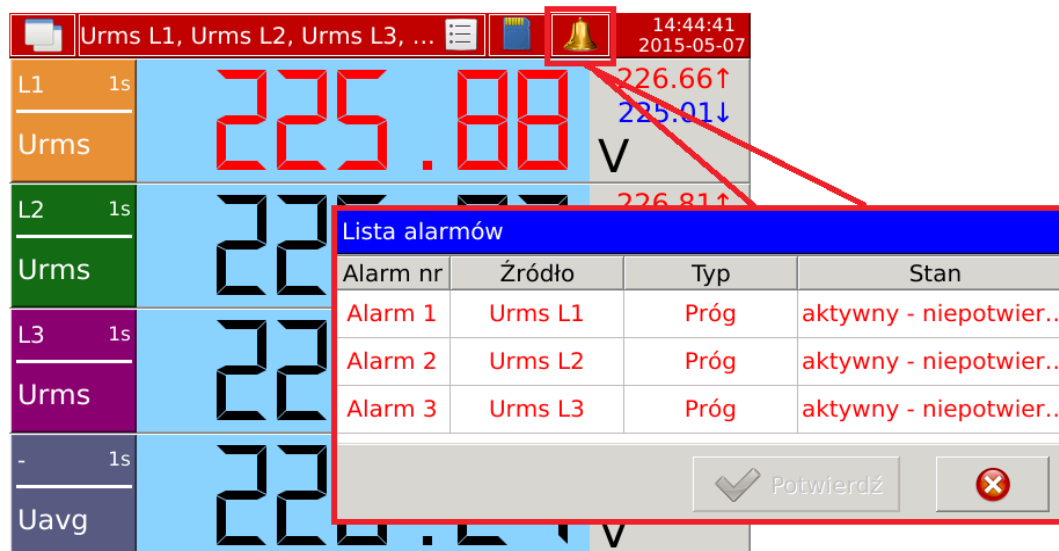 Urms L1, Urms L2, Urms L3, ...
14:44:41
2015-05-07
L1 1s
Urms
225.88
226.66↑
225.01↓
V
L2 1s
Urms
226.81↑
Lista alarmów
Alarm nr Źródło Typ Stan
Alarm 1 Urms L1 Próg aktywny - niepotwier..
Alarm 2 Urms L2 Próg aktywny - niepotwier..
Alarm 3 Urms L3 Próg aktywny - niepotwier..
L3 1s
Urms
- 1s
Uavg
V
Potwierdź